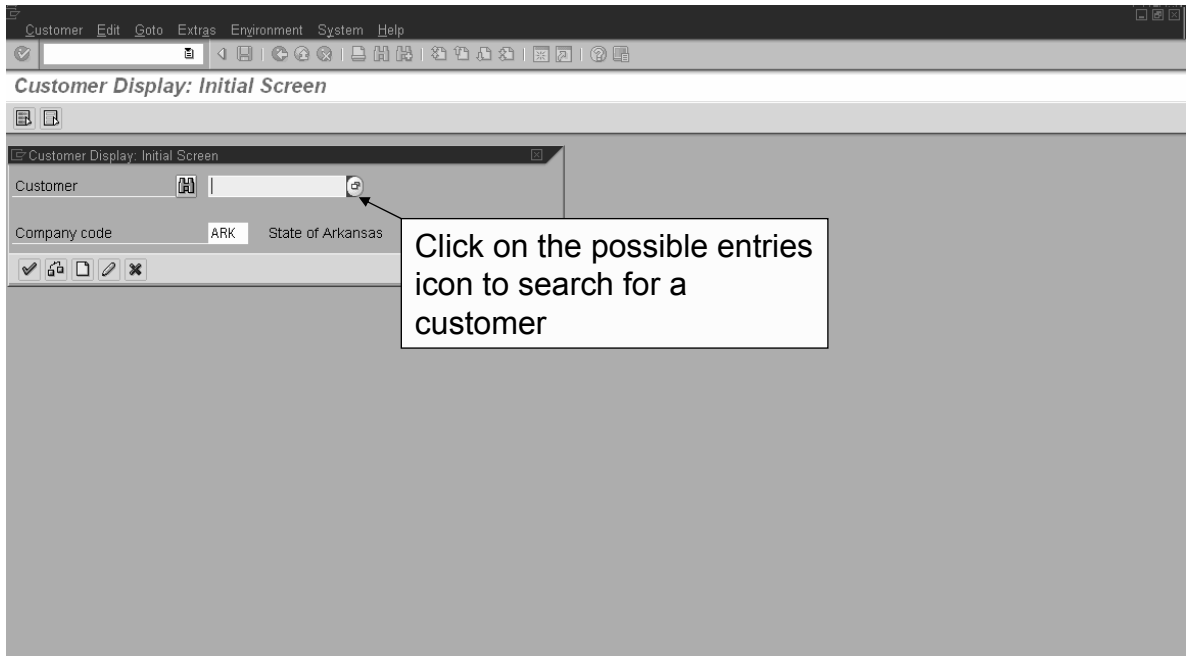 Customer Edit Goto Extras Environment System Help
Customer Display: Initial Screen
Customer Display: Initial Screen
Customer
Company code ARK State of Arkansas
Click on the possible entries
icon to search for a
customer